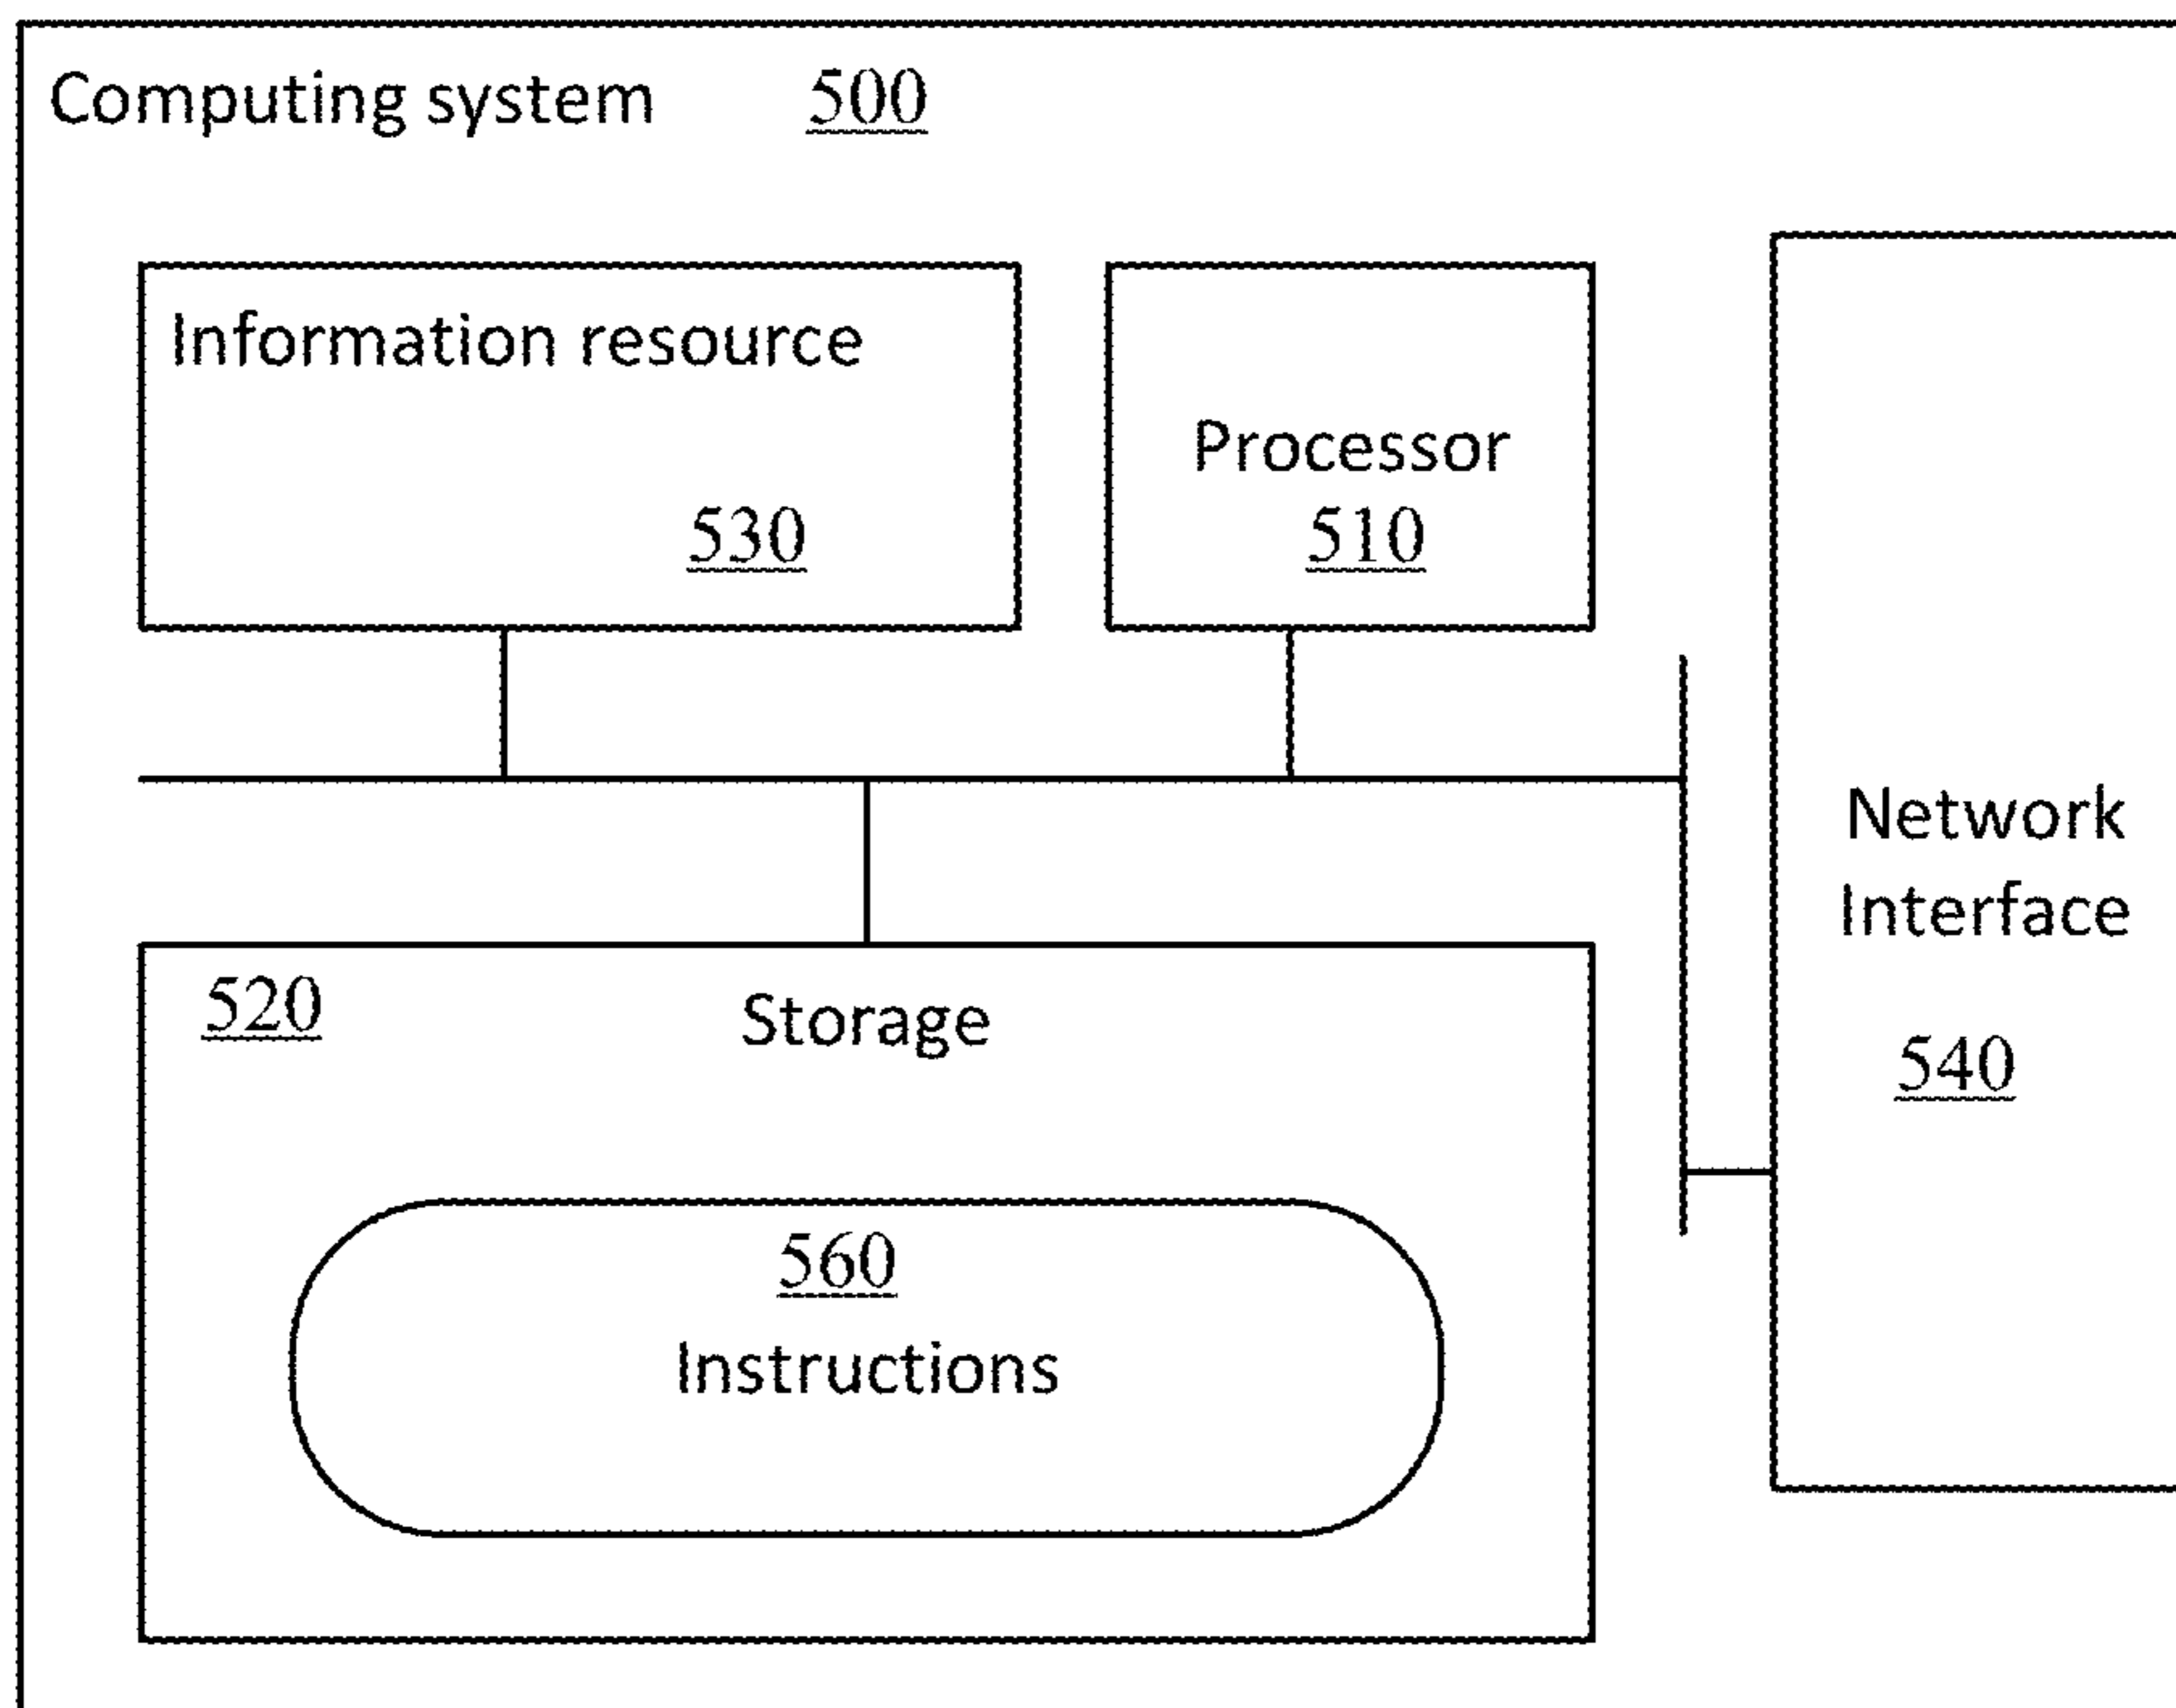 Computing system 500
Information resource
530
Processor
510
Network
Interface
540
520 Storage
560
Instructions